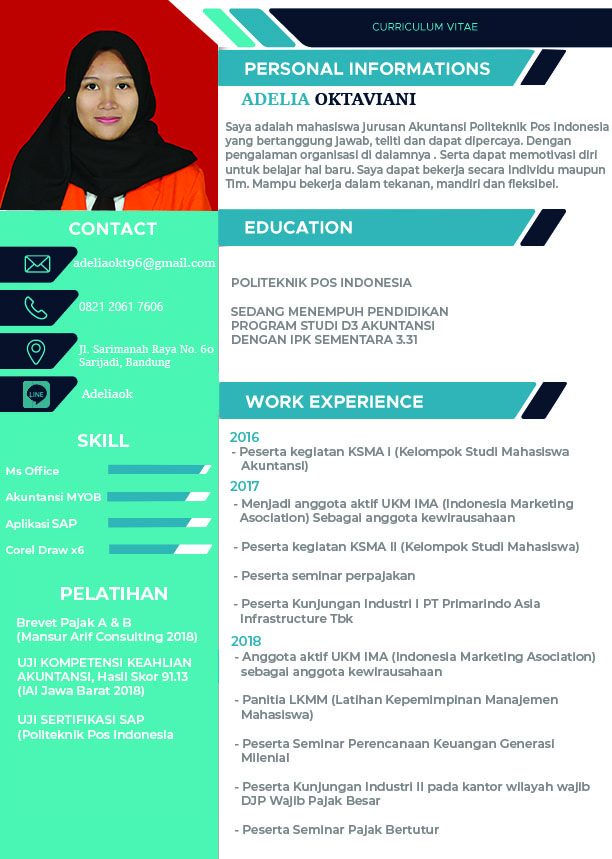 CURRICULUM VITAE
PERSONAL INFORMATIONS
ADELIA OKTAVIANI
Saya adalah mahasiswa Jurusan Akuntansi Politeknik Pos Indonesia
yang bertanggung jawab, teliti dan dapat dipercaya. Dengan
pengalaman organisasi di dalamnya . Serta dapat memotivasi diri
untuk belajar hal baru. Saya dapat bekerja secara individu maupun
Tim. Mampu bekerja dalam tekanan, mandiri dan fleksibel.
CONTACT
adeliaokt96@gmail.com
0821 2061 7606
Jl. Sarimanah Raya No. 60
Sarijadi, Bandung
LINE
Adeliaok
SKILL
Ms Office
Akuntansi MYOB
Aplikasi SAP
Corel Draw x6
PELATIHAN
Brevet Pajak A & B
(Mansur Arif Consulting 2018)
UJI KOMPETENSI KEAHLIAN
AKUNTANSI, Hasil Skor 91.13
(IAI Jawa Barat 2018)
UJI SERTIFIKASI SAP
(Politeknik Pos Indonesia
EDUCATION
POLITEKNIK POS INDONESIA
SEDANG MENEMPUH PENDIDIKAN
PROGRAM STUDI D3 AKUNTANSI
DENGAN IPK SEMENTARA 3.31
WORK EXPERIENCE
2016
- Peserta kegiatan KSMA I (Kelompok Studi Mahasiswa
Akuntansi)
2017
- Menjadi anggota aktif UKM IMA (Indonesia Marketing
Asociation) Sebagai anggota kewirausahaan
- Peserta kegiatan KSMA II (Kelompok Studi Mahasiswa)
- Peserta seminar perpajakan
- Peserta Kunjungan Industri I PT Primarindo Asia
Infrastructure Tbk
2018
- Anggota aktif UKM IMA (Indonesia Marketing Asociation)
sebagai anggota kewirausahaan
- Panitia LKMM (Latihan Kepemimpinan Manajemen
Mahasiswa)
- Peserta Seminar Perencanaan Keuangan Generasi
Milenial
- Peserta Kunjungan Industri II pada kantor wilayah wajib
DJP Wajib Pajak Besar
- Peserta Seminar Pajak Bertutur